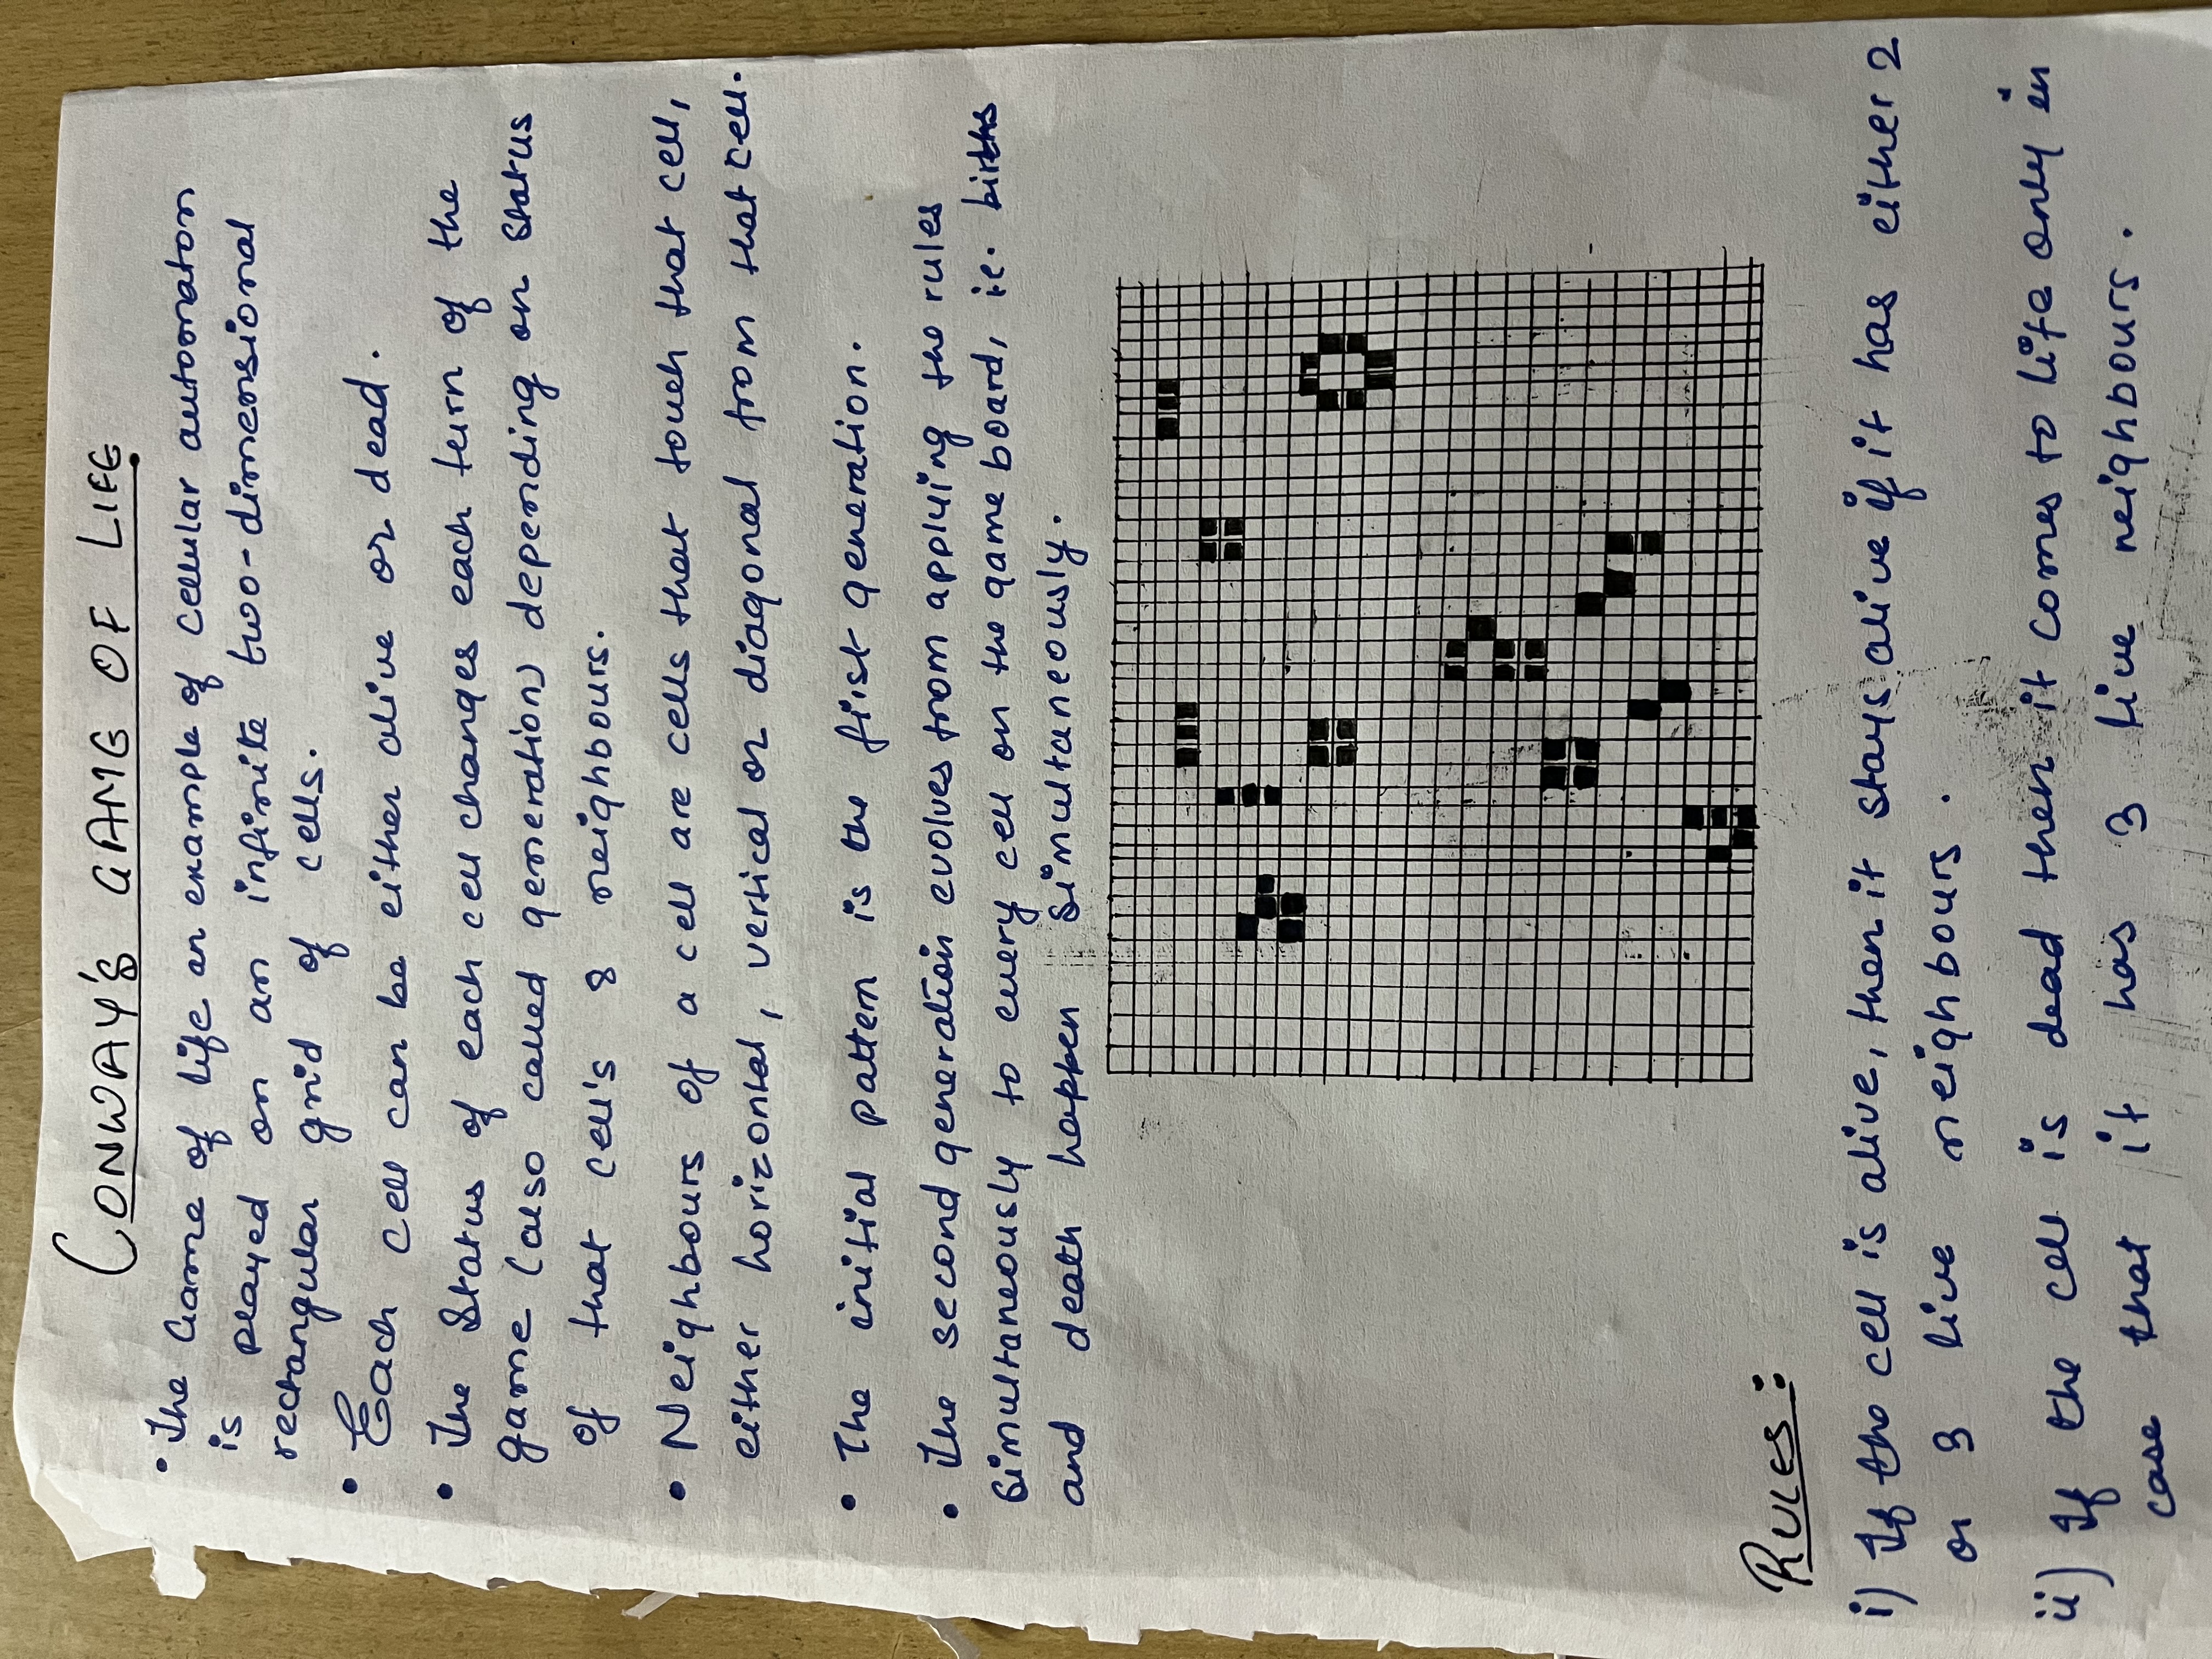 CONWAY'S GAME OF LIFE
• The Game of life an example of cellular automaton
is played on an infinite two-dimensional
rectangular grid of cells.
• Each cell can be either alive or dead.
• The Status of each cell changes each turn of the
game (also called generation) depending on status
of that cell's 8 neighbours.
• Neighbours of a cell are cells that touch that cell,
either horizontal, vertical or diagonal from that cell.
• The initial pattern is the first generation.
• The second generation evolves from applying the rules
simultaneously to every cell on the game board, i.e. births
and death happen simultaneously.
RULES:
i) If the cell is alive, then it stays alive if it has either 2
or 3 live neighbours.
ii) If the cell is dead then it comes to life only in
case that it has 3 live neighbours.